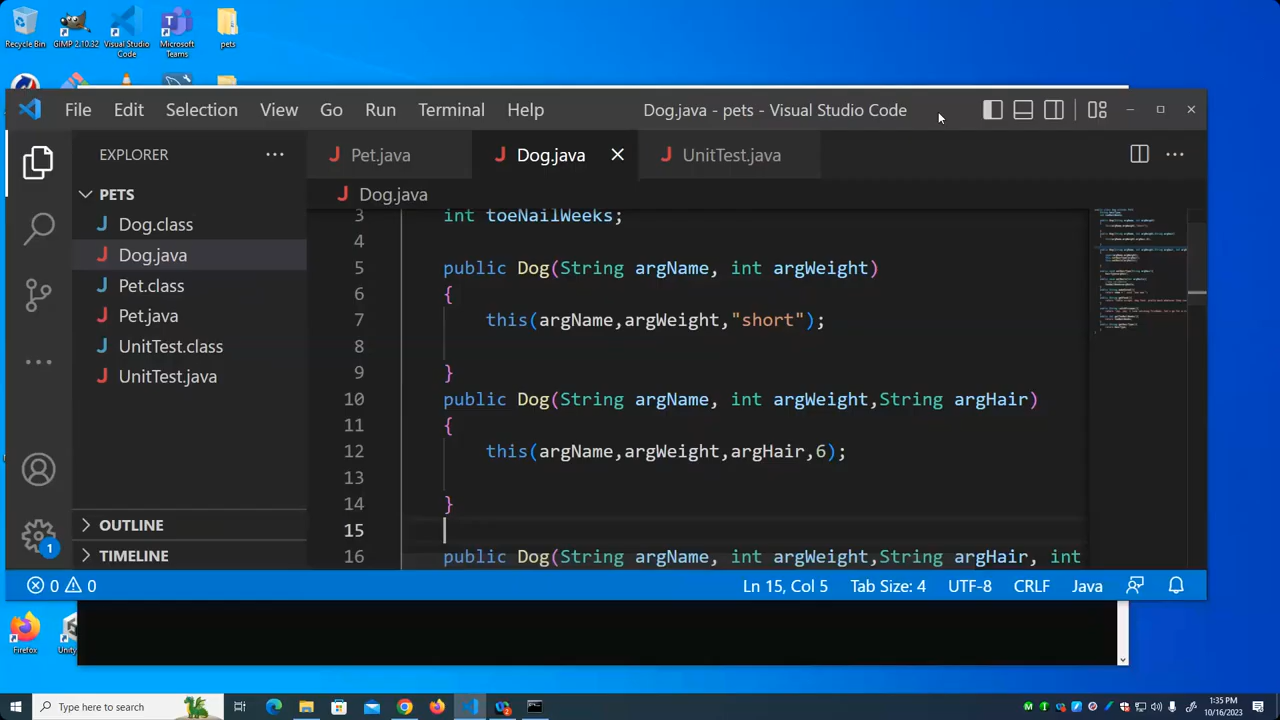 Recycle Bin
GIMP 2.10.32
Visual Studio
Code
Microsoft
Teams
pets
File
Edit
Selection
View
Go
Run
Terminal
Help
Dog.java - pets - Visual Studio Code
EXPLORER
Pet.java
Dog.java
UnitTest.java
PETS
Dog.java
Dog.class
Dog.java
Pet.class
Pet.java
UnitTest.class
UnitTest.java
OUTLINE
TIMELINE
3 int toeNailWeeks;
4
5 public Dog(String argName, int argWeight)
6 {
7 this(argName,argWeight,"short");
8
9 }
10 public Dog(String argName, int argWeight,String argHair)
11 {
12 this(argName,argWeight,argHair,6);
13
14 }
15
16 public Dog(String argName, int argWeight,String argHair, int
1
0 0
Ln 15, Col 5
Tab Size: 4
UTF-8
CRLF
Java
Firefox
Unity
Type here to search
1:35 PM
10/16/2023